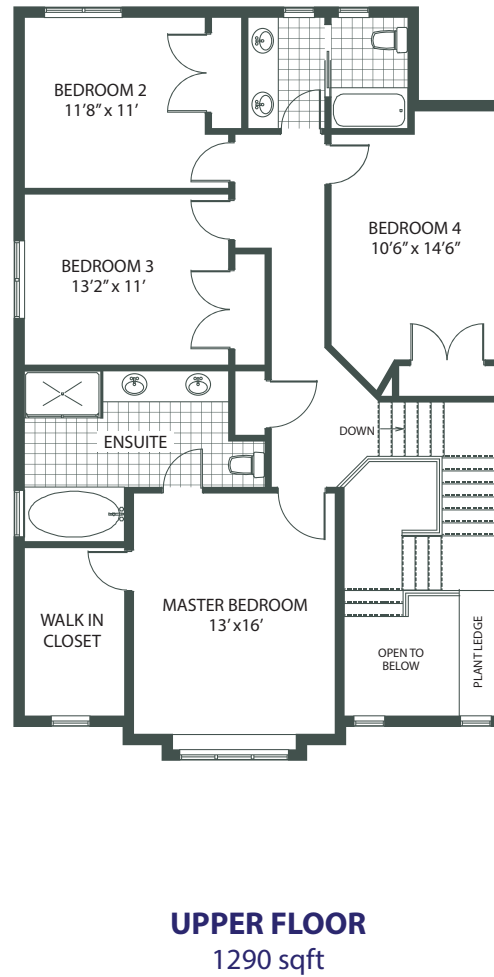 BEDROOM 2
11’8” x 11’
BEDROOM 4
10’6” x 14’6”
BEDROOM 3
13’2” x 11’
DOWN
ENSUITE
MASTER BEDROOM
13’ x16’
WALK IN
CLOSET
OPEN TO
BELOW
PLANT LEDGE
UPPER FLOOR
1290 sqft